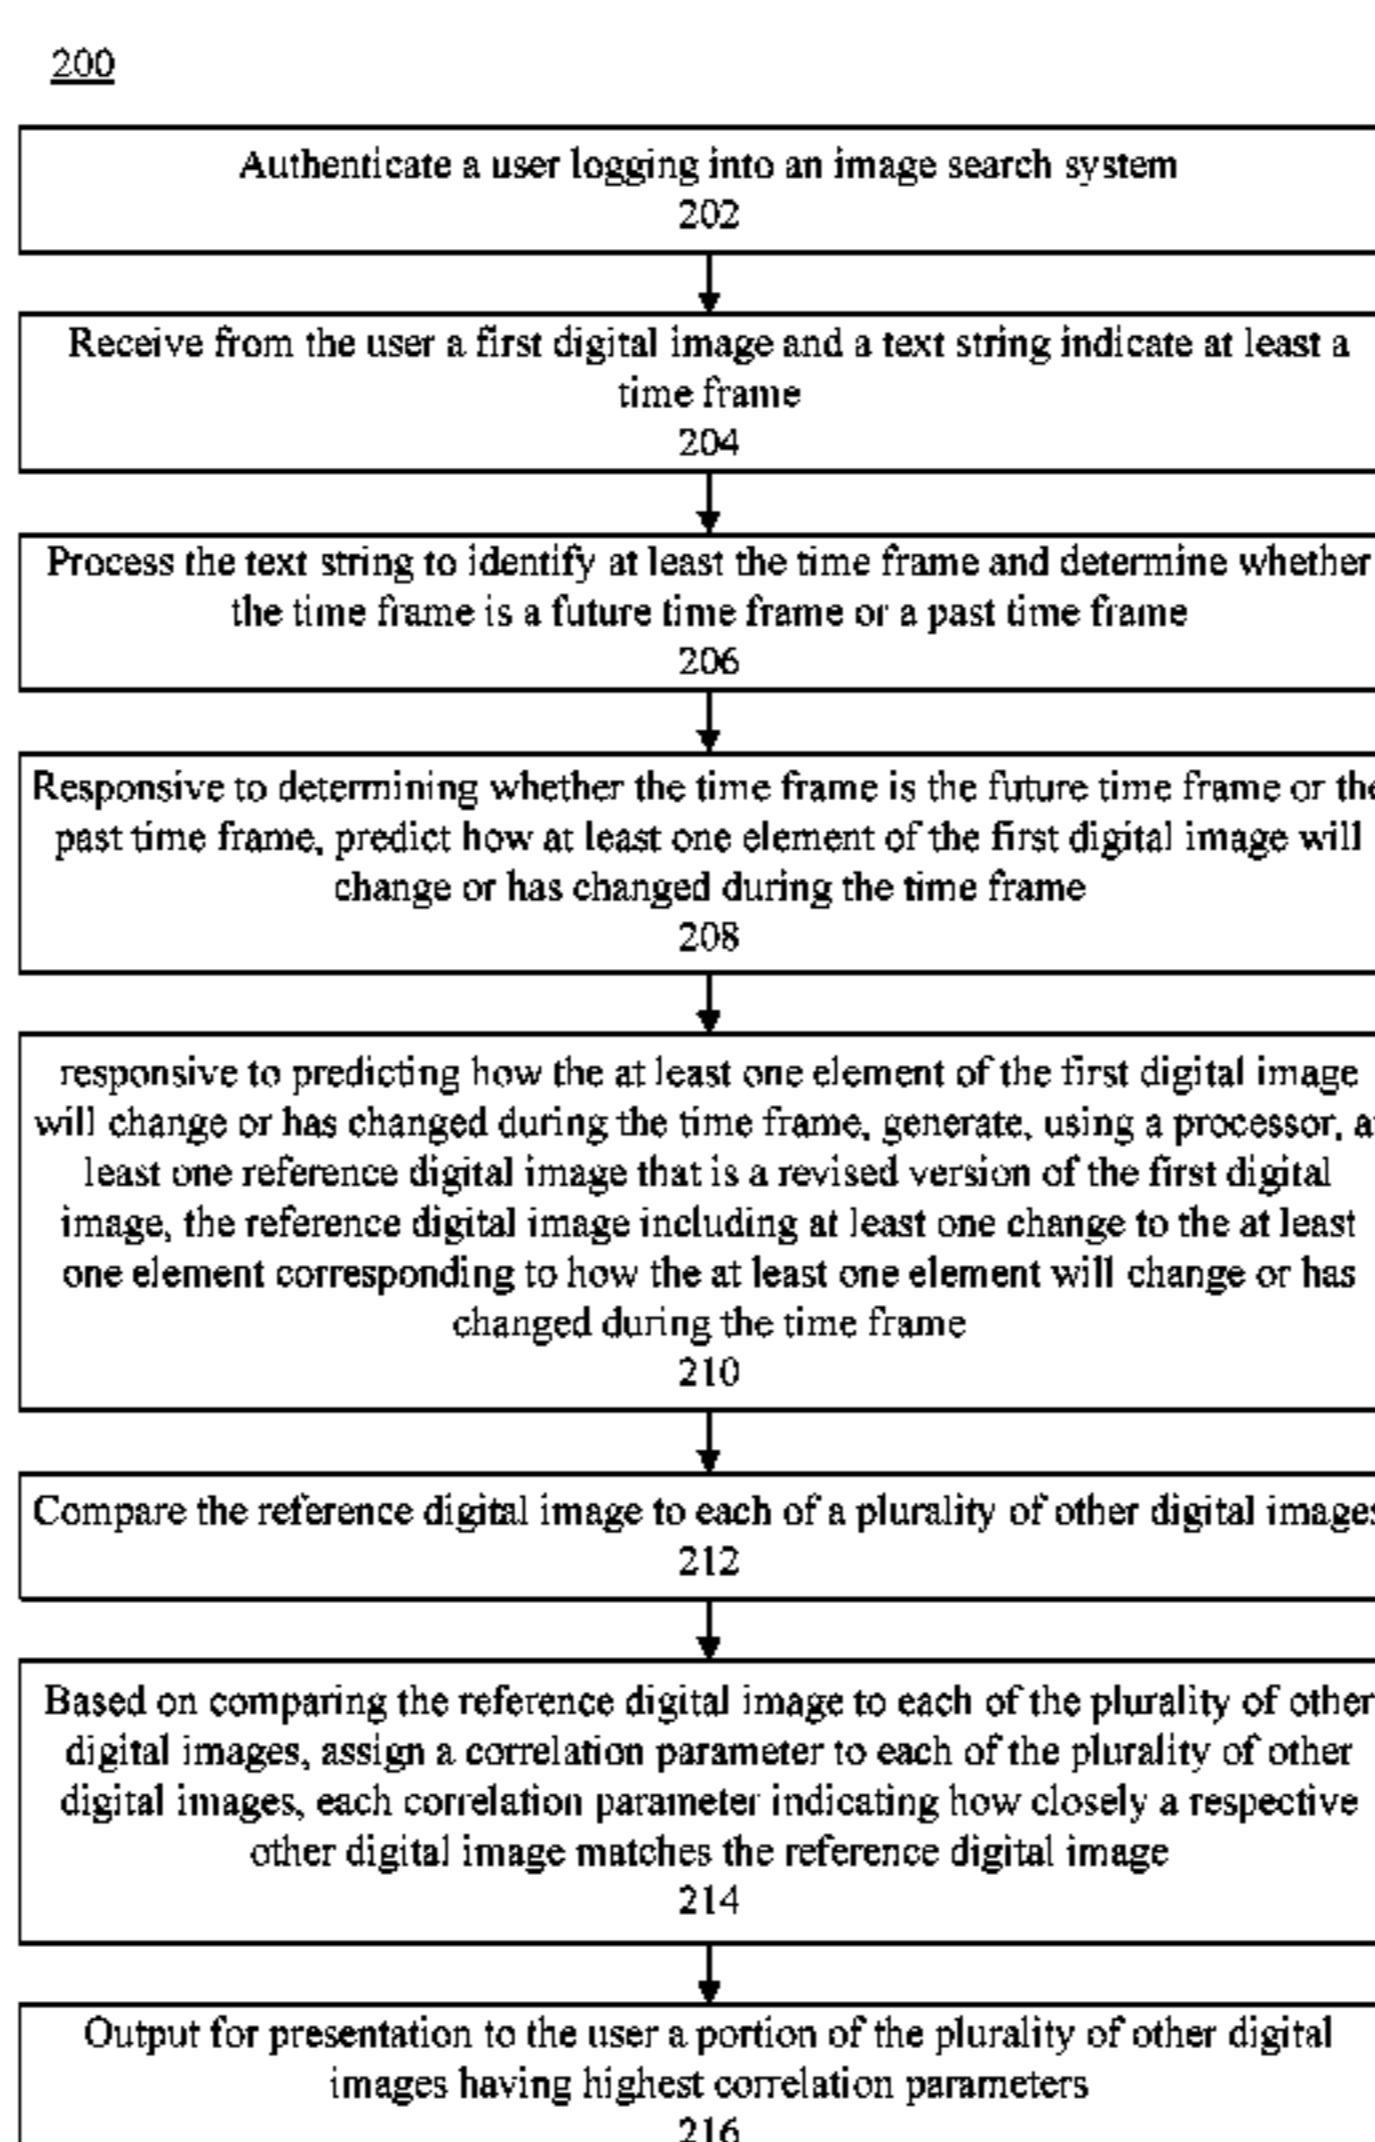 200
Authenticate a user logging into an image search system
202
Receive from the user a first digital image and a text string indicate at least a
time frame
204
Process the text string to identify at least the time frame and determine whether
the time frame is a future time frame or a past time frame
206
Responsive to determining whether the time frame is the future time frame or the
past time frame, predict how at least one element of the first digital image will
change or has changed during the time frame
208
responsive to predicting how the at least one element of the first digital image
will change or has changed during the time frame, generate, using a processor, at
least one reference digital image that is a revised version of the first digital
image, the reference digital image including at least one change to the at least
one element corresponding to how the at least one element will change or has
changed during the time frame
210
Compare the reference digital image to each of a plurality of other digital images
212
Based on comparing the reference digital image to each of the plurality of other
digital images, assign a correlation parameter to each of the plurality of other
digital images, each correlation parameter indicating how closely a respective
other digital image matches the reference digital image
214
Output for presentation to the user a portion of the plurality of other digital
images having highest correlation parameters
216